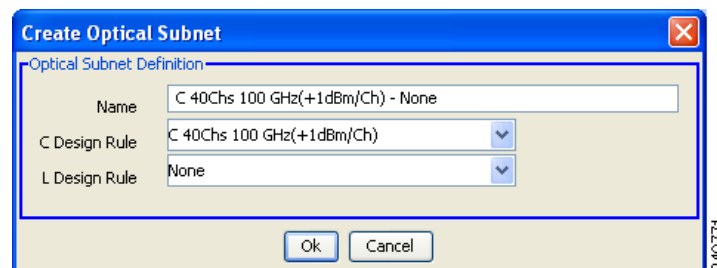 Create Optical Subnet
Optical Subnet Definition
Name C 40Chs 100 GHz(+1dBm/Ch) - None
C Design Rule C 40Chs 100 GHz(+1dBm/Ch)
L Design Rule None
Ok Cancel